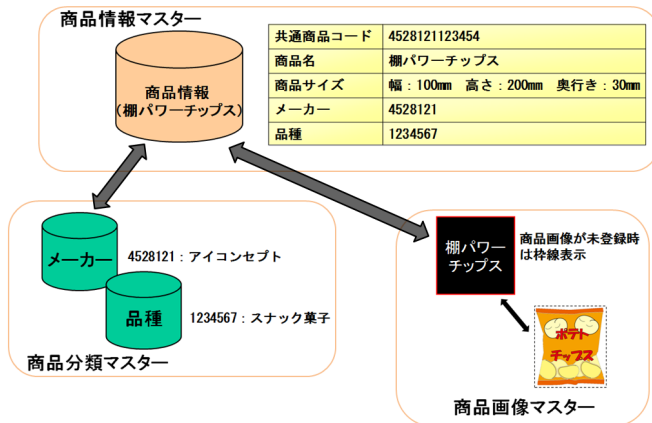 商品情報マスター
商品情報
(棚パワーチップス)
共通商品コード 4528121123454
商品名 棚パワーチップス
商品サイズ 幅:100mm 高さ:200mm 奥行き:30mm
メーカー 4528121
品種 1234567
メーカー
4528121:アイコンセプト
品種
1234567:スナック菓子
商品分類マスター
棚パワー
チップス
商品画像が未登録時
は枠線表示
ポテト
チップス
商品画像マスター